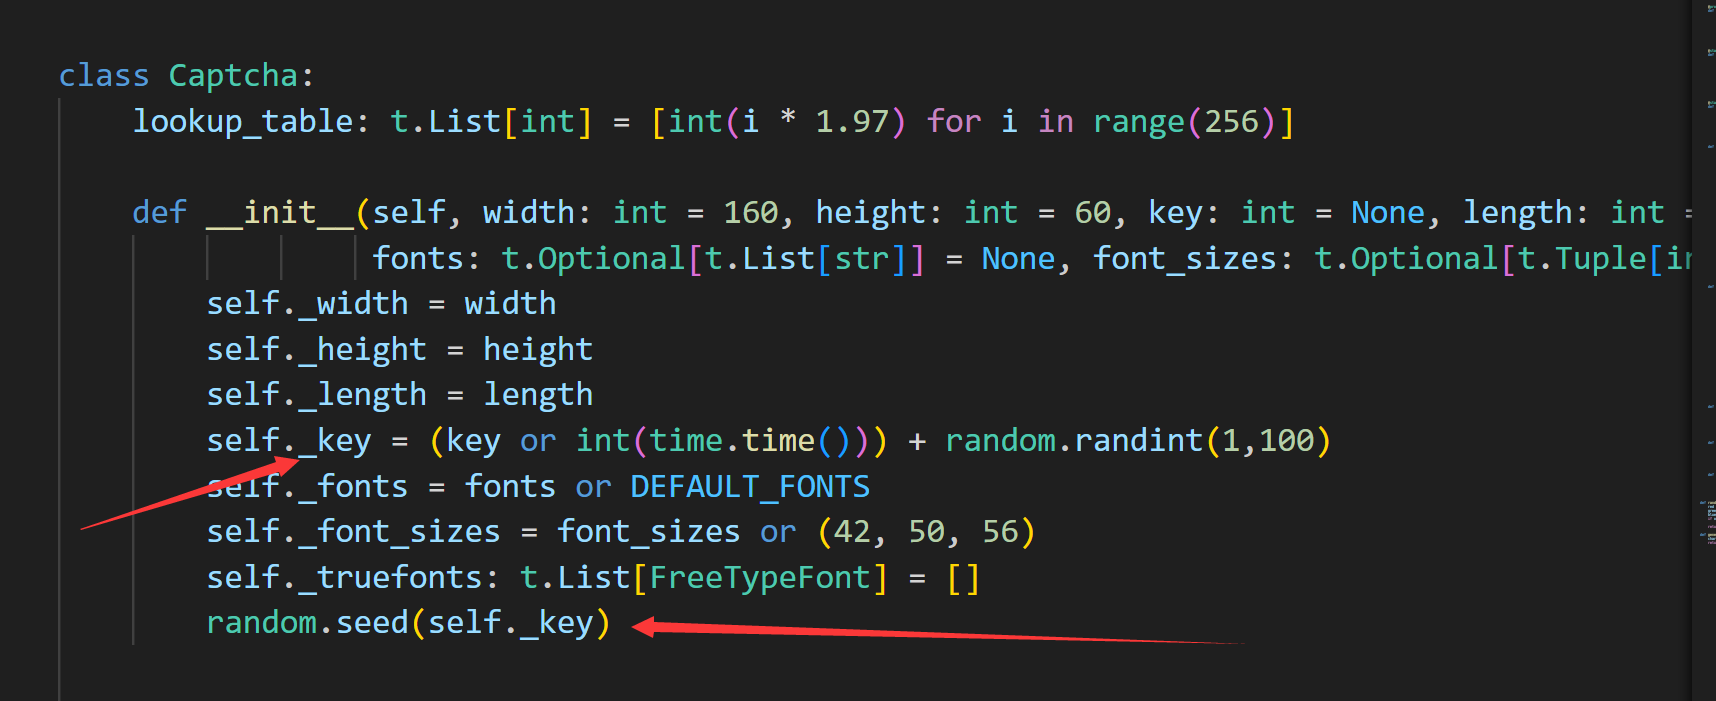 class Captcha:
lookup_table: t.List[int] = [int(i * 1.97) for i in range(256)]
def __init__(self, width: int = 160, height: int = 60, key: int = None, length: int =
fonts: t.Optional[t.List[str]] = None, font_sizes: t.Optional[t.Tuple[in
self._width = width
self._height = height
self._length = length
self._key = (key or int(time.time())) + random.randint(1,100)
self._fonts = fonts or DEFAULT_FONTS
self._font_sizes = font_sizes or (42, 50, 56)
self._truefonts: t.List[FreeTypeFont] = []
random.seed(self._key)